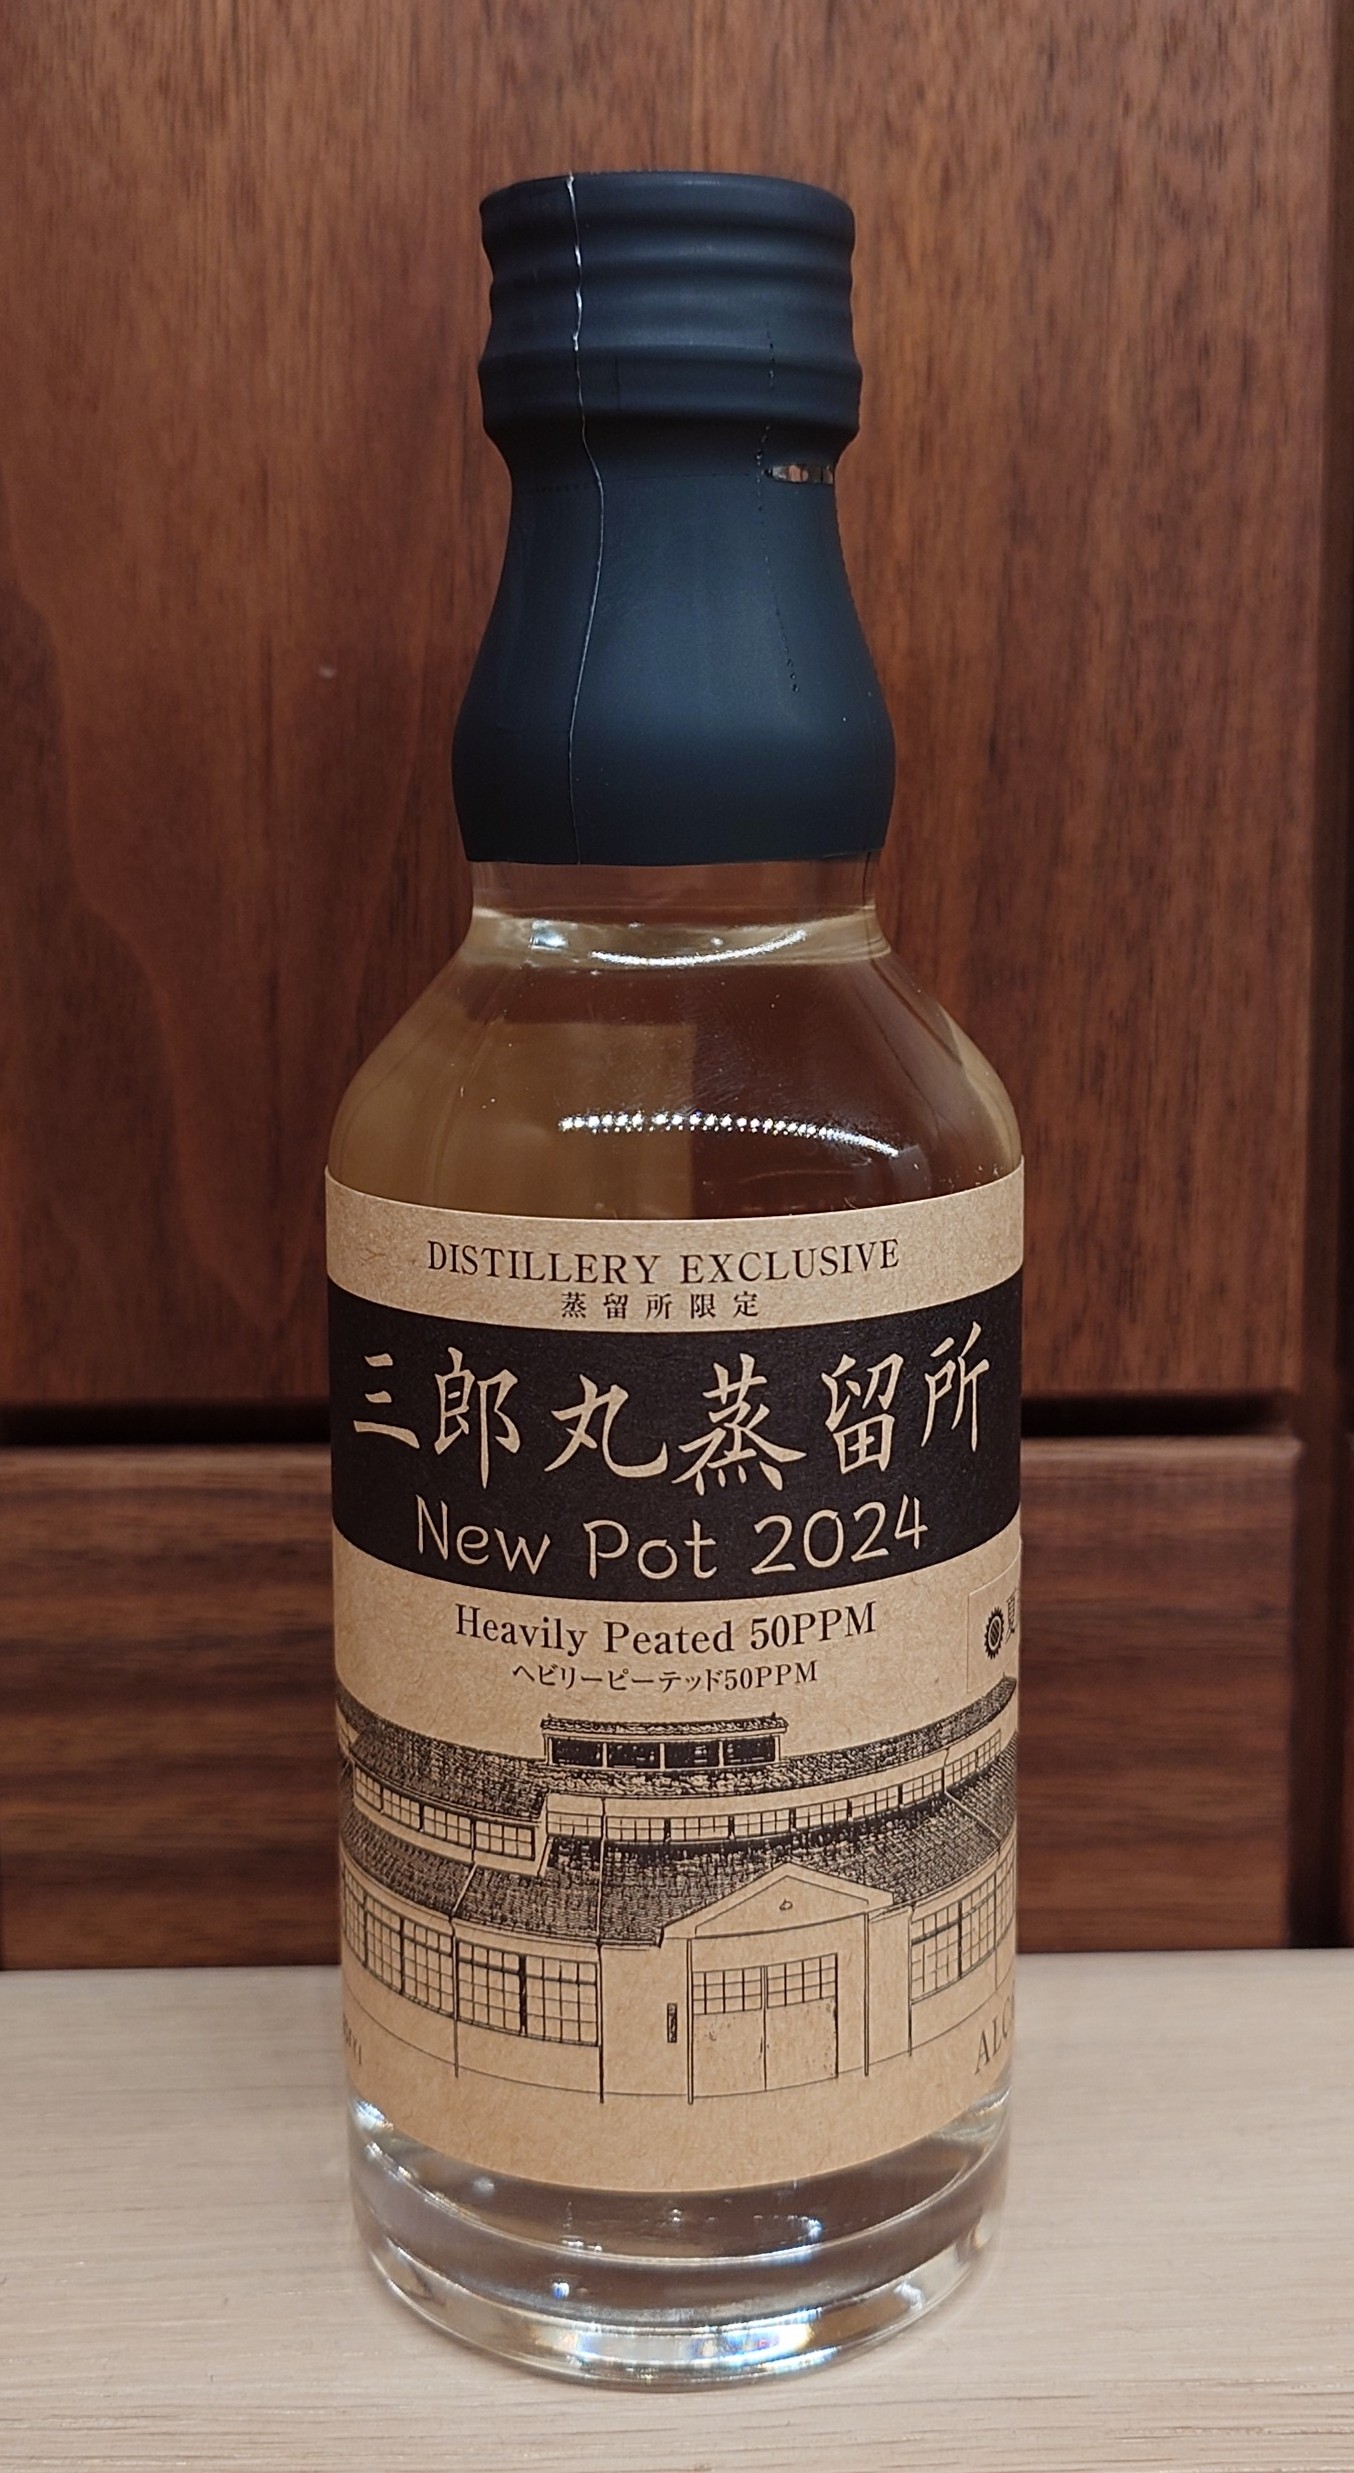 DISTILLERY EXCLUSIVE
蒸留所限定
三郎丸蒸留所
New Pot 2024
Heavily Peated 50PPM
ヘビリーピーテッド50PPM